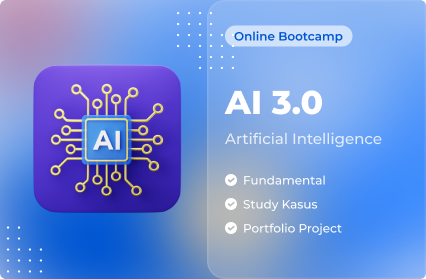 Online Bootcamp
AI 3.0
Artificial Intelligence
Fundamental
Study Kasus
Portfolio Project
AI